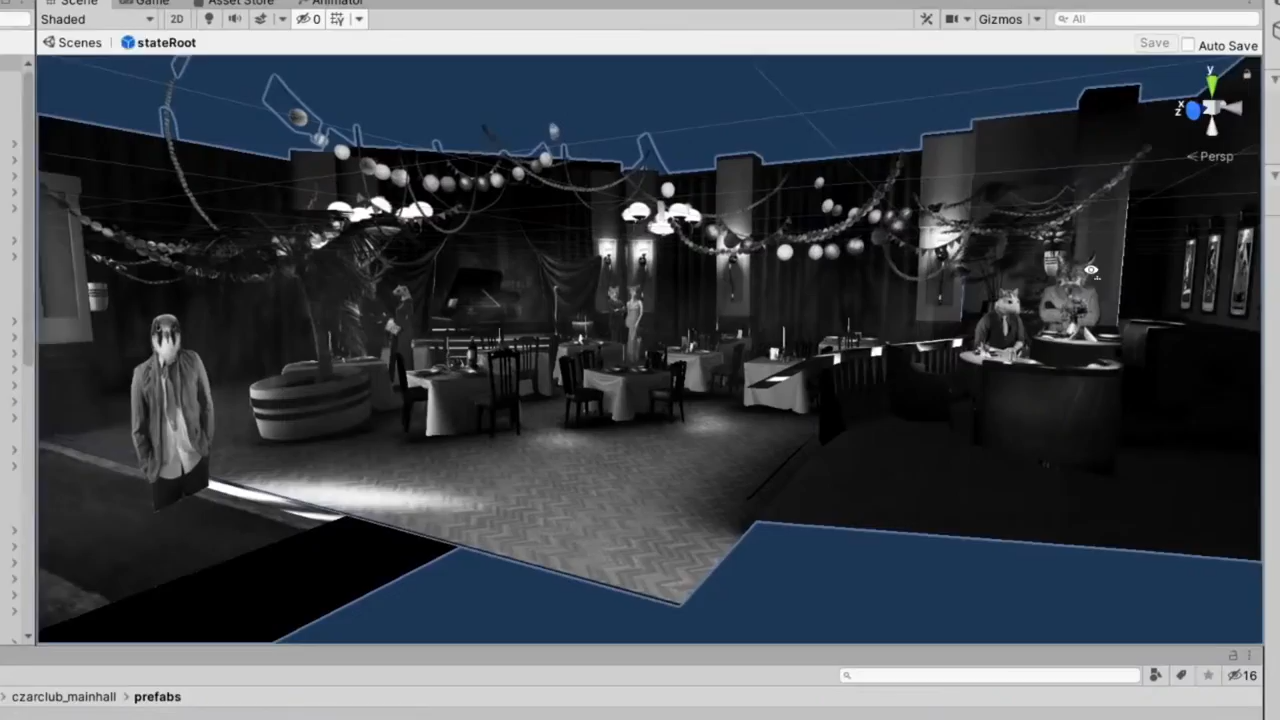 Scene Game Asset Store Animator
Shaded 2D 0 Gizmos All
Scenes stateRoot Save Auto Save
y
x
z
Persp
16
czarclub_mainhall prefabs